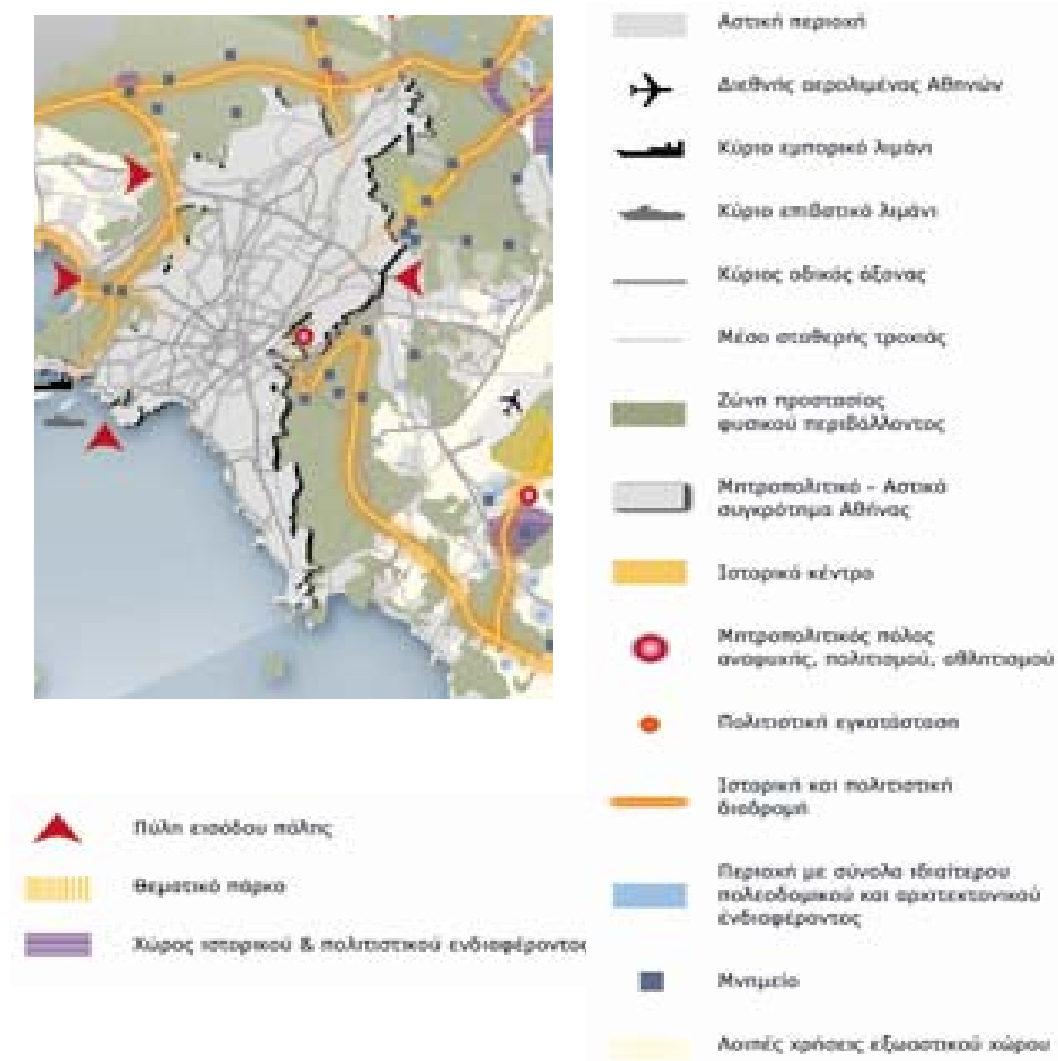 Αστική περιοχή
Διεθνής αερολιμένας Αθηνών
Κύριο εμπορικό λιμάνι
Κύριο επιβατικό λιμάνι
Κύριος οδικός άξονας
Μέσο σταθερής τροχιάς
Ζώνη προστασίας
φυσικού περιβάλλοντος
Μητροπολιτικό - Αστικό
συγκρότημα Αθήνας
Ιστορικό κέντρο
Μητροπολιτικός πόλος
αναψυχής, πολιτισμού, αθλητισμού
Πολιτιστική εγκατάσταση
Ιστορική και πολιτιστική
διαδρομή
Περιοχή με σύνολα ιδιαίτερου
πολεοδομικού και αρχιτεκτονικού
ενδιαφέροντος
Μνημείο
Λοιπές χρήσεις εξωαστικού χώρου
Πύλη εισόδου πόλης
Θεματικό πάρκο
Χώρος ιστορικού & πολιτιστικού ενδιαφέροντος